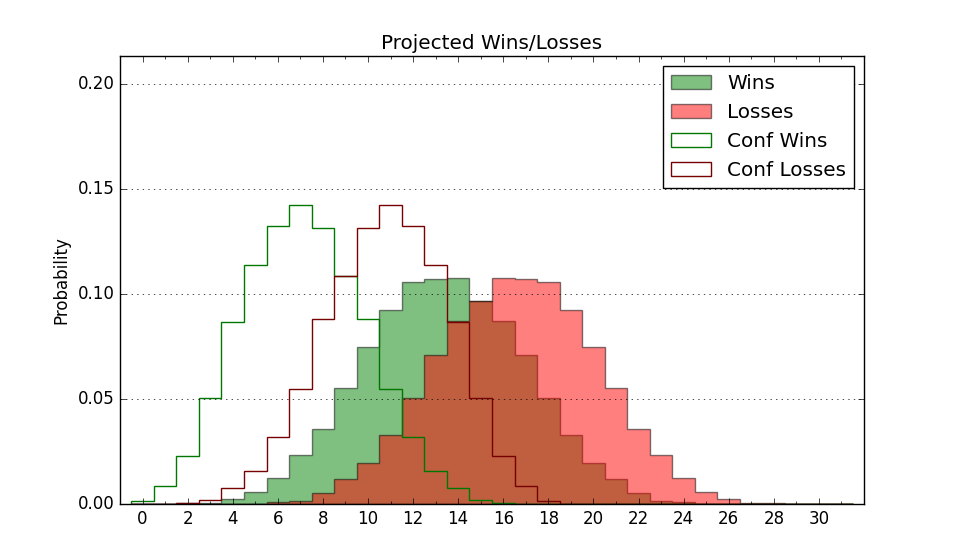 Projected Wins/Losses
Wins
Losses
Conf Wins
Conf Losses
Probability
0.20
0.15
0.10
0.05
0.00
0 2 4 6 8 10 12 14 16 18 20 22 24 26 28 30